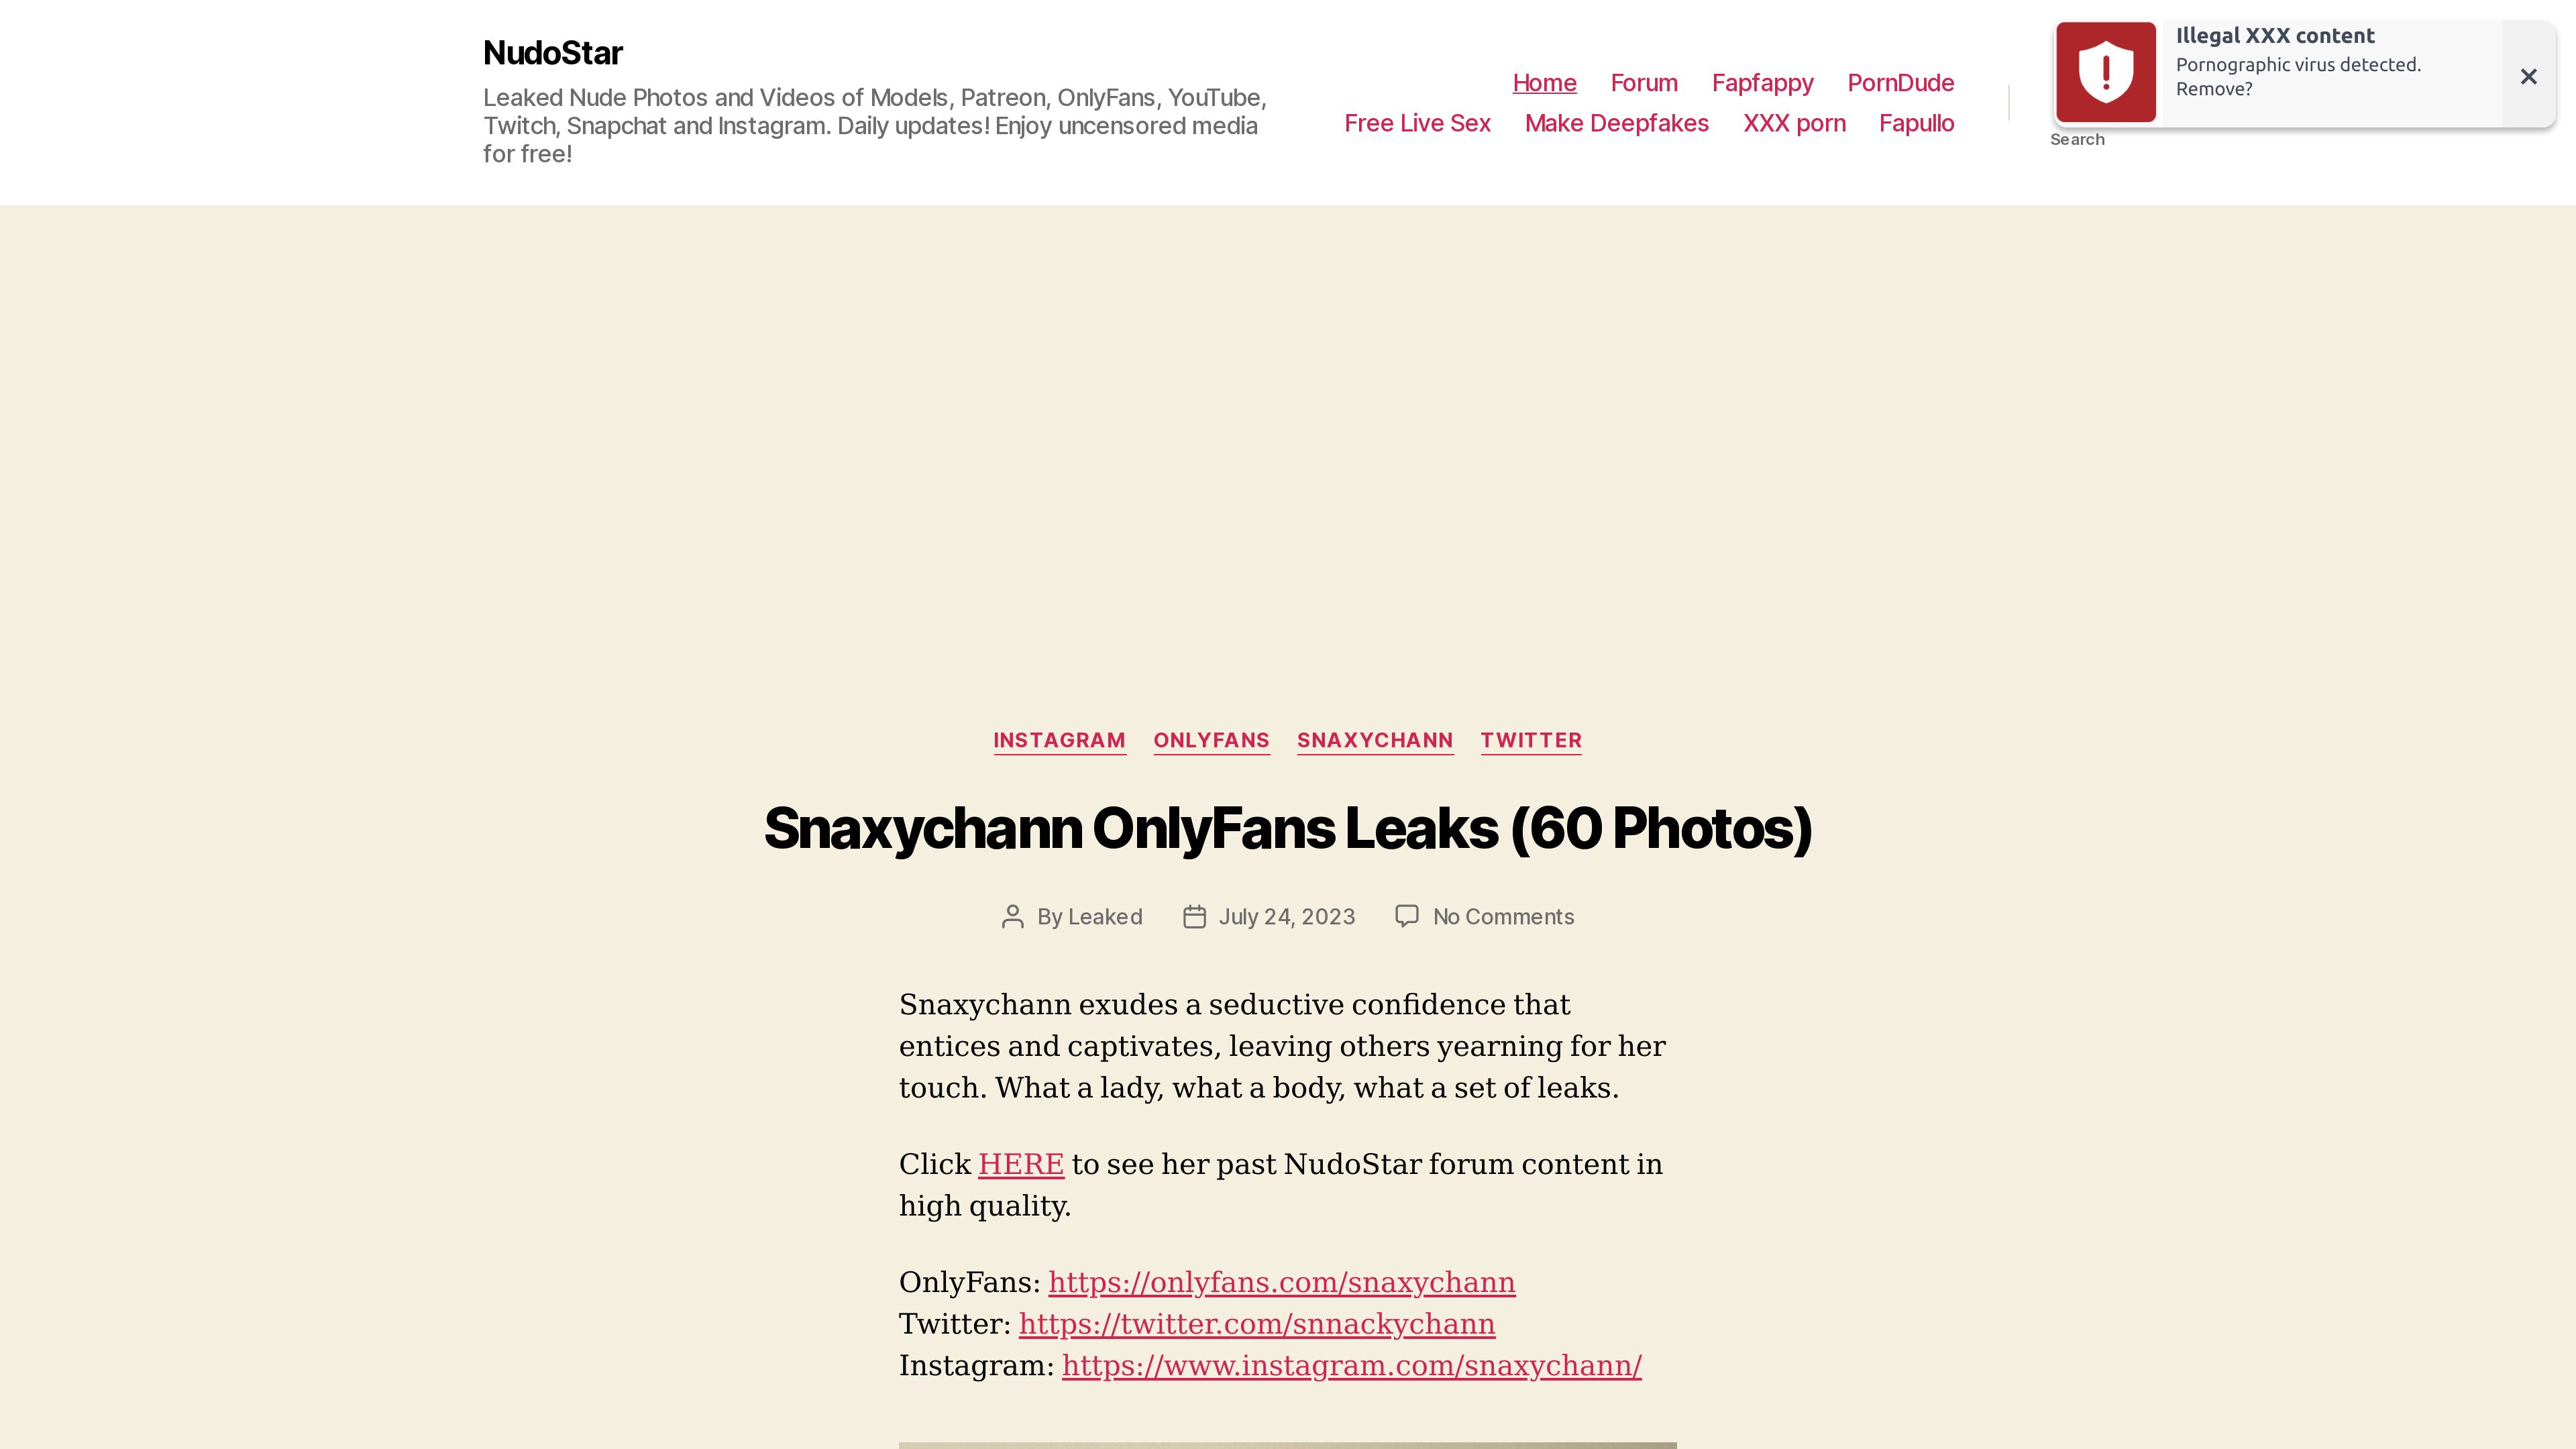 NudoStar
Leaked Nude Photos and Videos of Models, Patreon, OnlyFans, YouTube,
Twitch, Snapchat and Instagram. Daily updates! Enjoy uncensored media
for free!
Home Forum Fapfappy PornDude
Free Live Sex Make Deepfakes XXX porn Fapullo
Illegal XXX content
Pornographic virus detected.
Remove?
Search
INSTAGRAM ONLYFANS SNAXYCHANN TWITTER
Snaxychann OnlyFans Leaks (60 Photos)
By Leaked July 24, 2023 No Comments
Snaxychann exudes a seductive confidence that
entices and captivates, leaving others yearning for her
touch. What a lady, what a body, what a set of leaks.
Click HERE to see her past NudoStar forum content in
high quality.
OnlyFans: https://onlyfans.com/snaxychann
Twitter: https://twitter.com/snnackychann
Instagram: https://www.instagram.com/snaxychann/